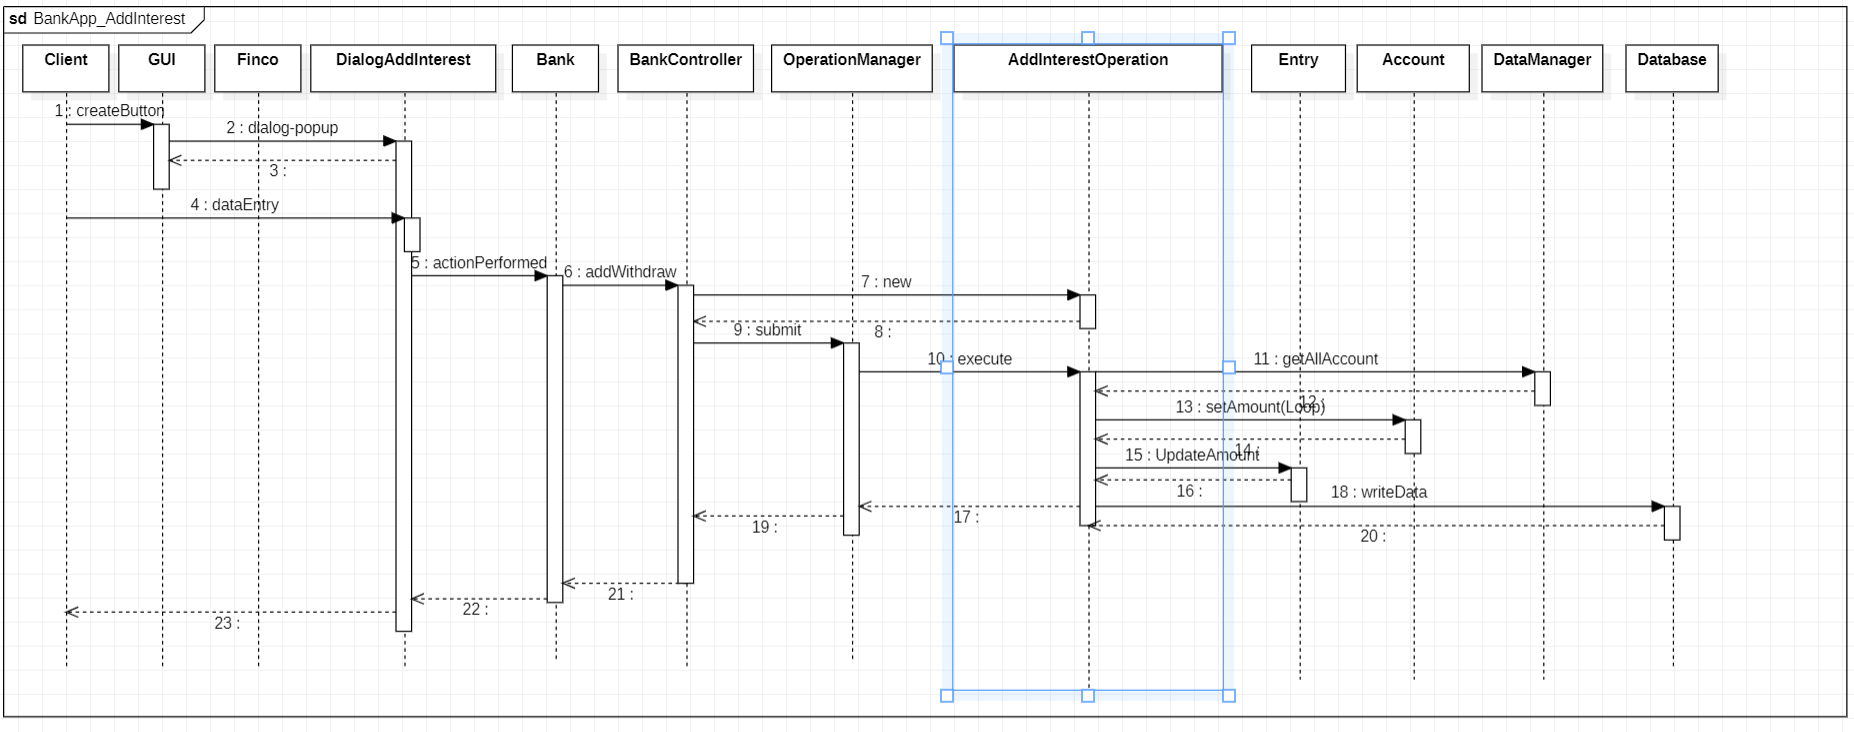 sd BankApp_AddInterest
Client GUI Finco DialogAddInterest Bank BankController OperationManager AddInterestOperation Entry Account DataManager Database
1 : createButton
2 : dialog-popup
3 :
4 : dataEntry
5 : actionPerformed
6 : addWithdraw
7 : new
8 :
9 : submit
10 : execute
11 : getAllAccount
12 :
13 : setAmount(Loop)
14 :
15 : UpdateAmount
16 :
18 : writeData
17 :
19 :
20 :
21 :
22 :
23 :